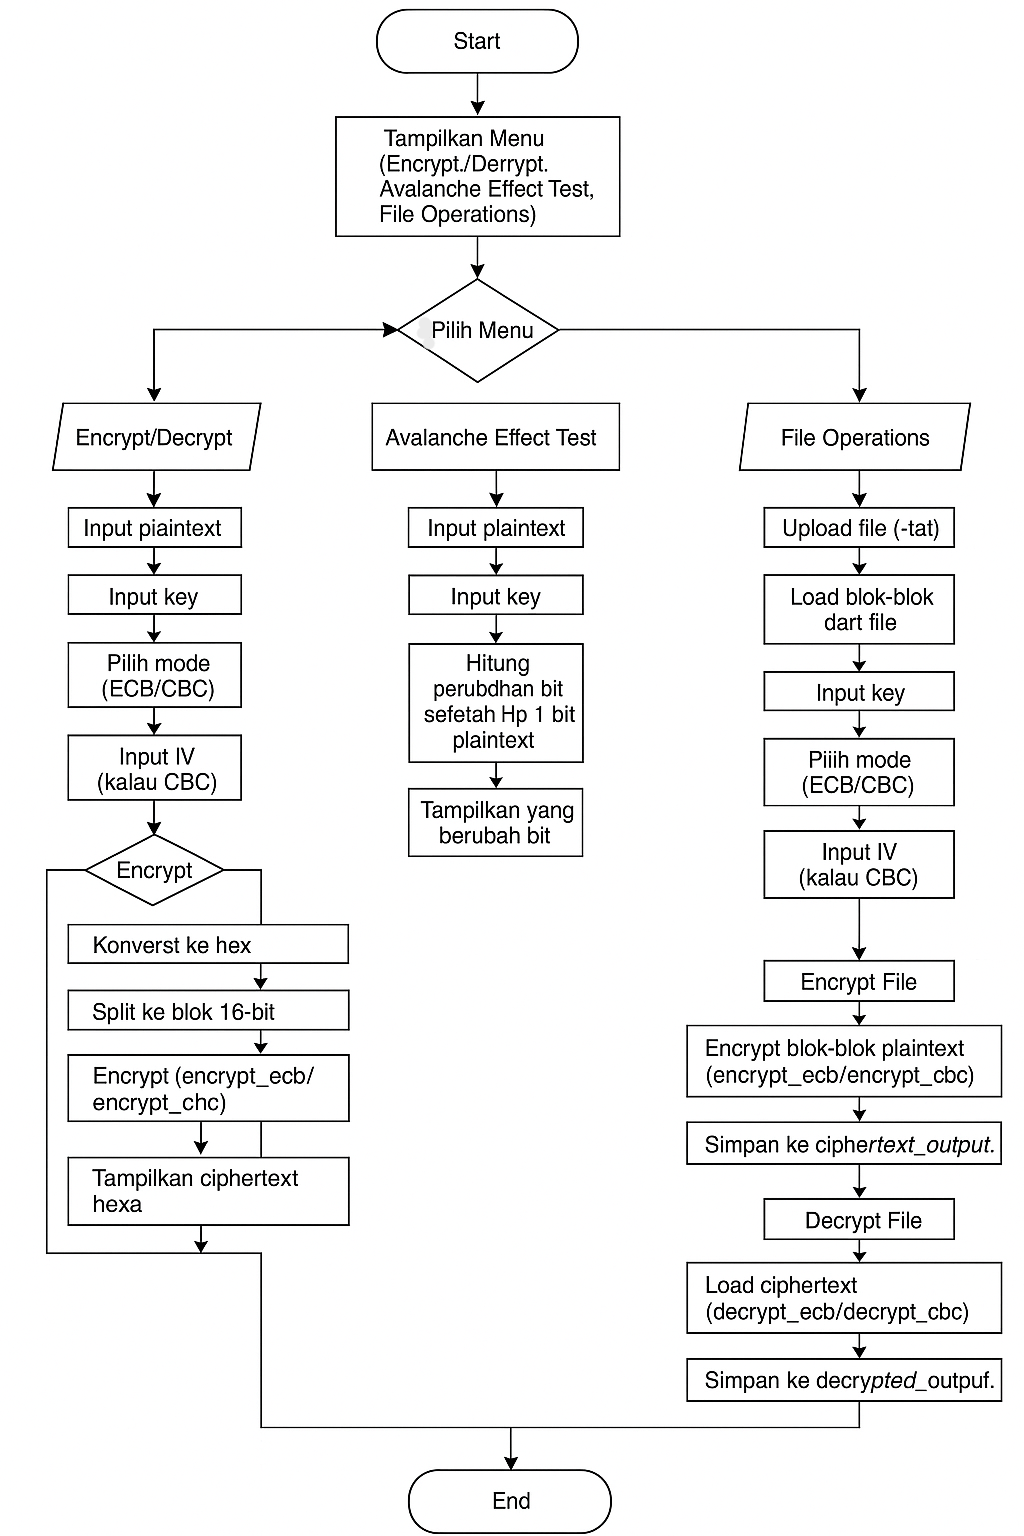 Start
Tampilkan Menu
(Encrypt./Derrypt.
Avalanche Effect Test,
File Operations)
Pilih Menu
Encrypt/Decrypt
Input piaintext
Input key
Pilih mode
(ECB/CBC)
Input IV
(kalau CBC)
Encrypt
Konverst ke hex
Split ke blok 16-bit
Encrypt (encrypt_ecb/
encrypt_chc)
Tampilkan ciphertext
hexa
Avalanche Effect Test
Input plaintext
Input key
Hitung
perubdhan bit
sefetah Hp 1 bit
plaintext
Tampilkan yang
berubah bit
File Operations
Upload file (-tat)
Load blok-blok
dart file
Input key
Piiih mode
(ECB/CBC)
Input IV
(kalau CBC)
Encrypt File
Encrypt blok-blok plaintext
(encrypt_ecb/encrypt_cbc)
Simpan ke ciphertext_output.
Decrypt File
Load ciphertext
(decrypt_ecb/decrypt_cbc)
Simpan ke decrypted_outpuf.
End